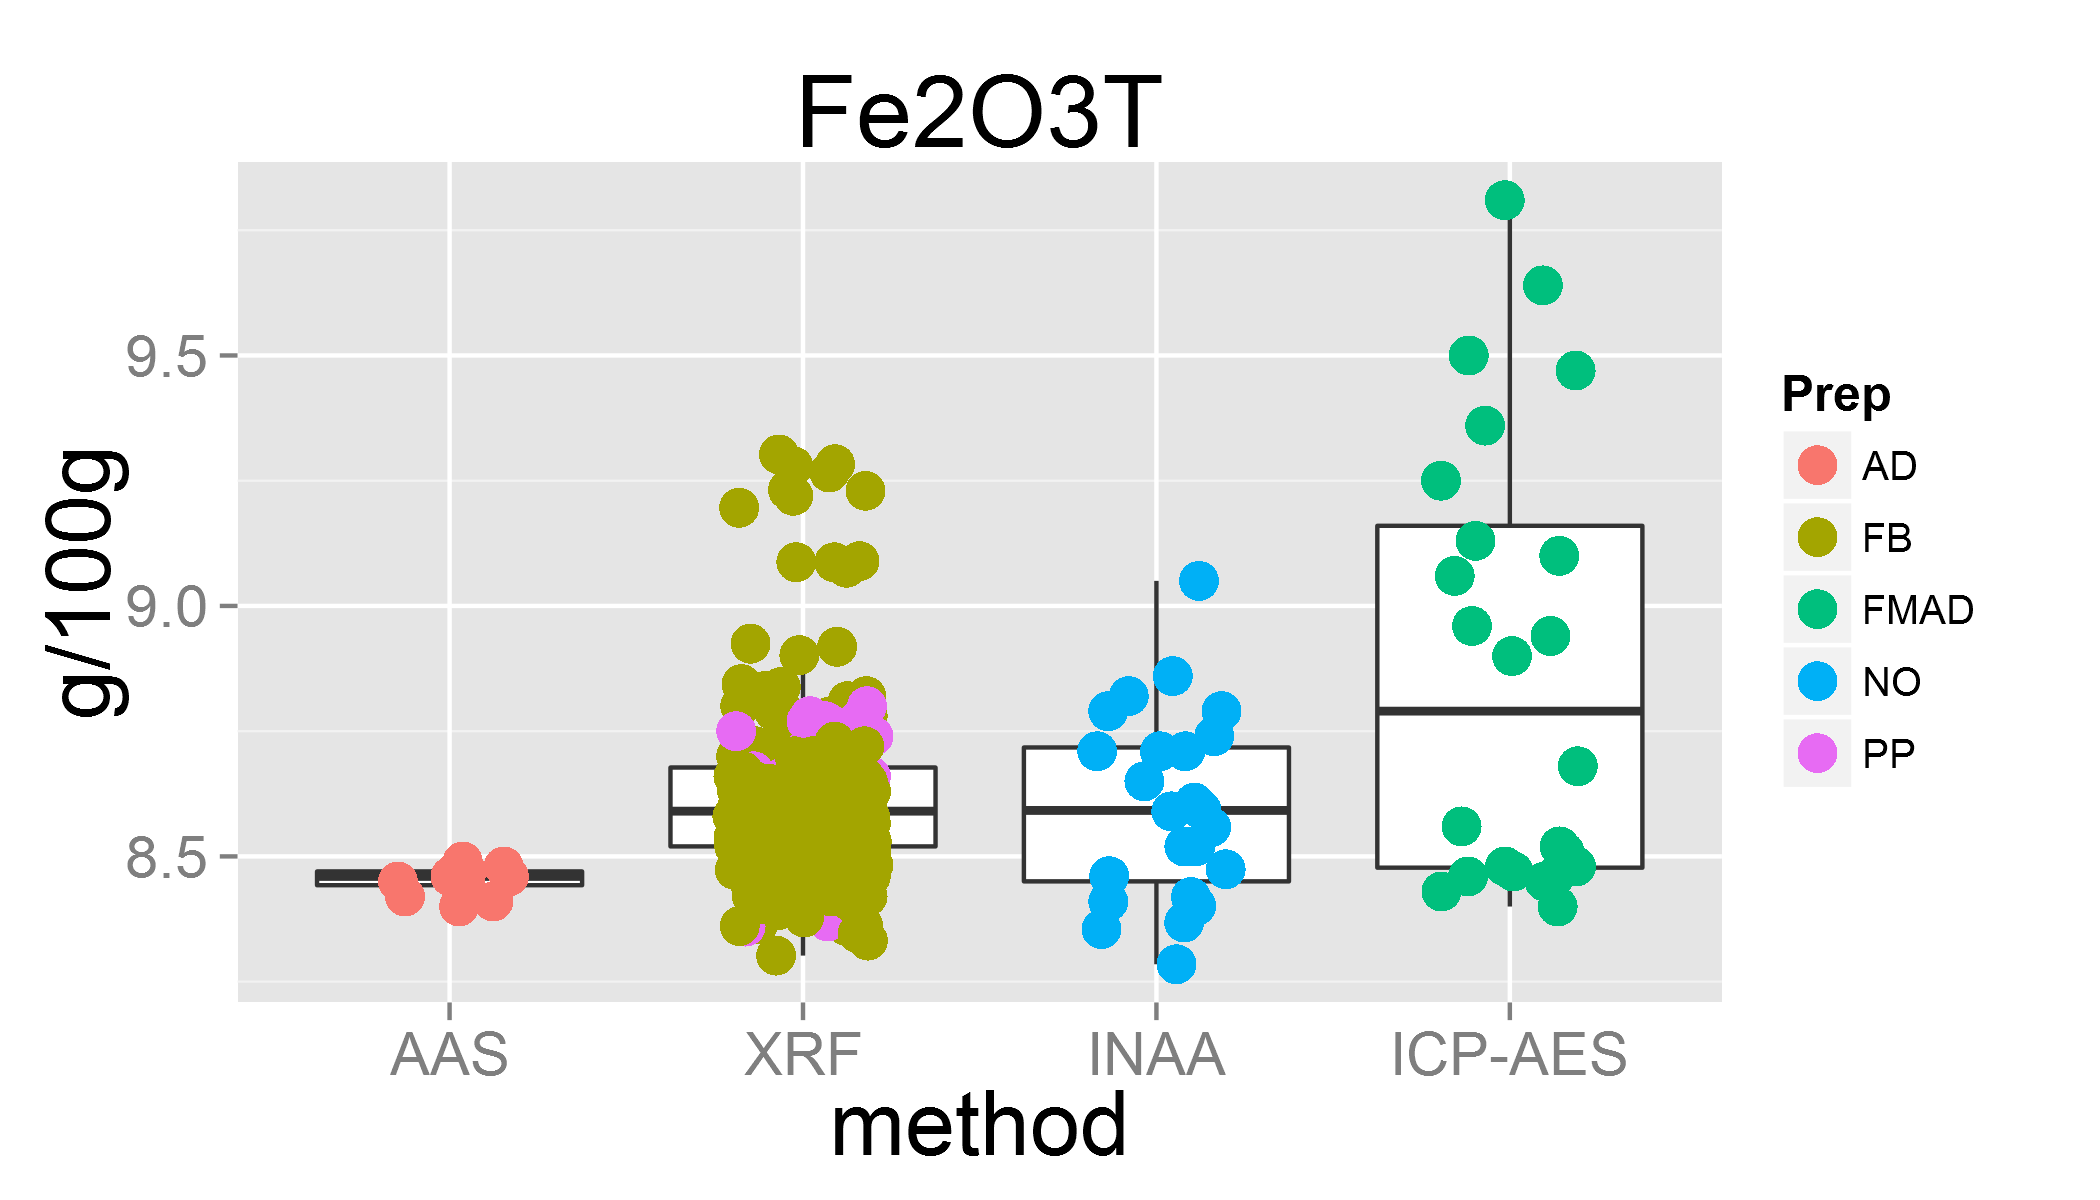 Fe2O3T
g/100g
9.5
9.0
8.5
AAS XRF INAA ICP-AES
method
Prep
AD
FB
FMAD
NO
PP